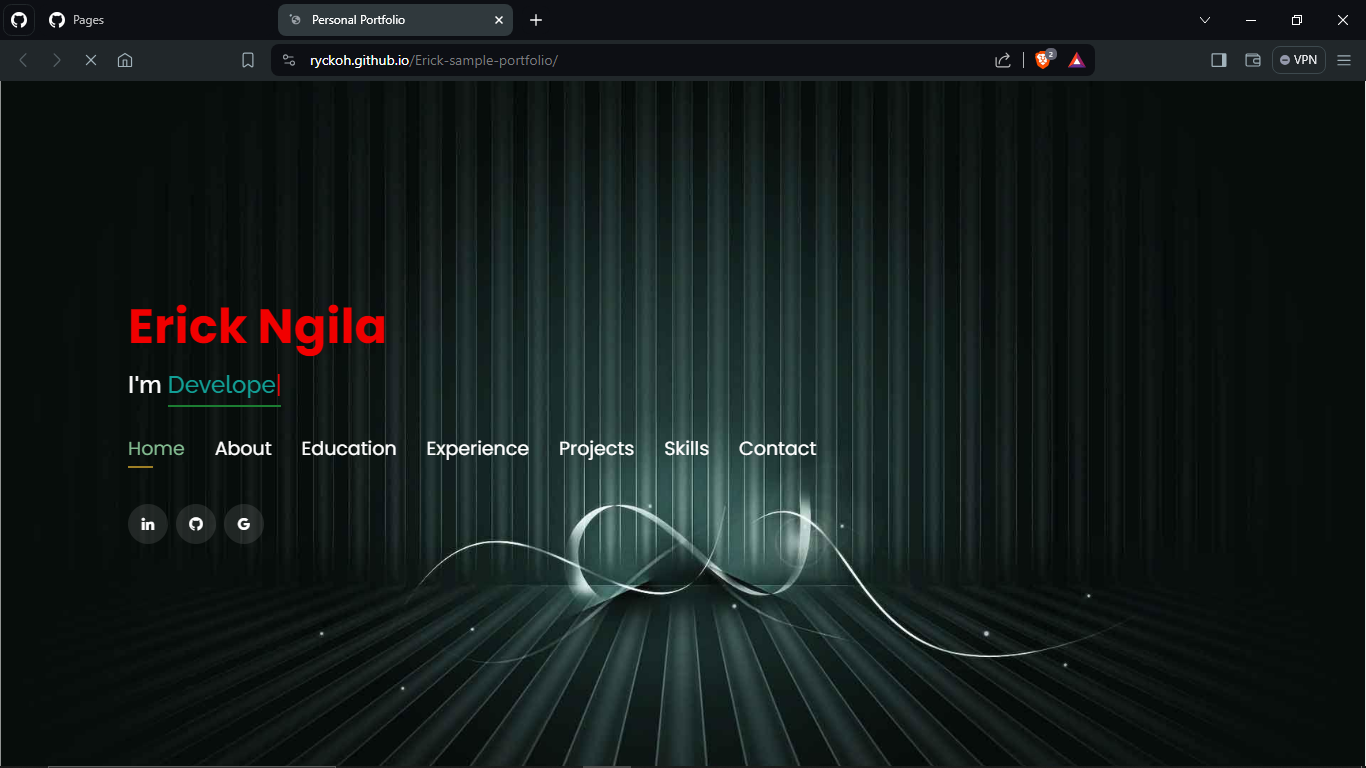 Pages
Personal Portfolio
ryckoh.github.io/Erick-sample-portfolio/
2
VPN
Erick Ngila
I'm Develope|
Home About Education Experience Projects Skills Contact
in G